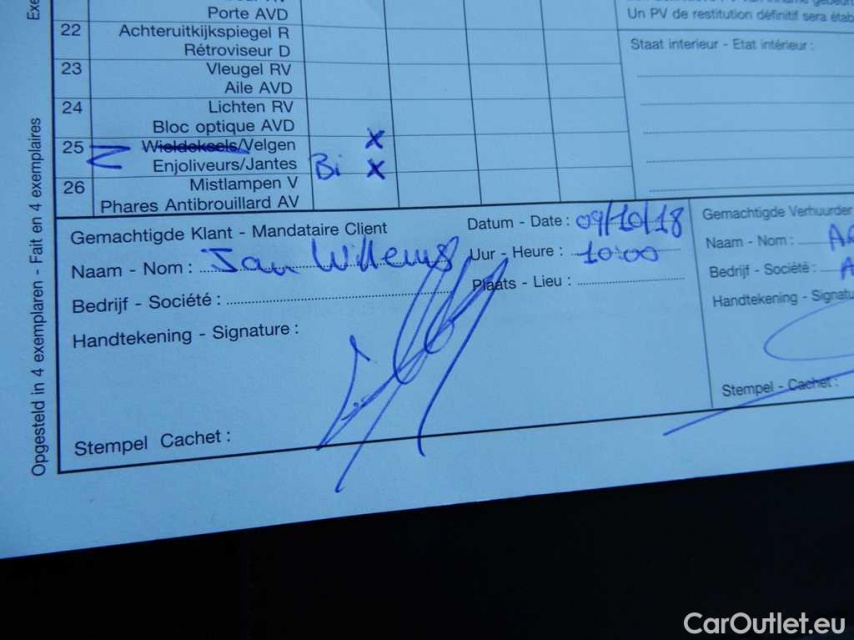 Porte AVD
22 Achteruitkijkspiegel R
Rétroviseur D
23 Vleugel RV
Aile AVD
24 Lichten RV
Bloc optique AVD
25 Wieldeksels/Velgen x
Enjoliveurs/Jantes Bi x
26 Mistlampen V
Phares Antibrouillard AV
Un PV de restitution définitif sera étab
Staat interieur - Etat intérieur :
Gemachtigde Klant - Mandataire Client
Datum - Date : 09/10/18
Naam - Nom : Jan Willems
Uur - Heure : 10:00
Bedrijf - Société :
Plaats - Lieu :
Handtekening - Signature :
Stempel Cachet :
Gemachtigde Verhuurder
Naam - Nom :
Bedrijf - Société :
Handtekening - Signatu
Stempel - Cachet :
Opgesteld in 4 exemplaren - Fait en 4 exemplaires
Exe
CarOutlet.eu